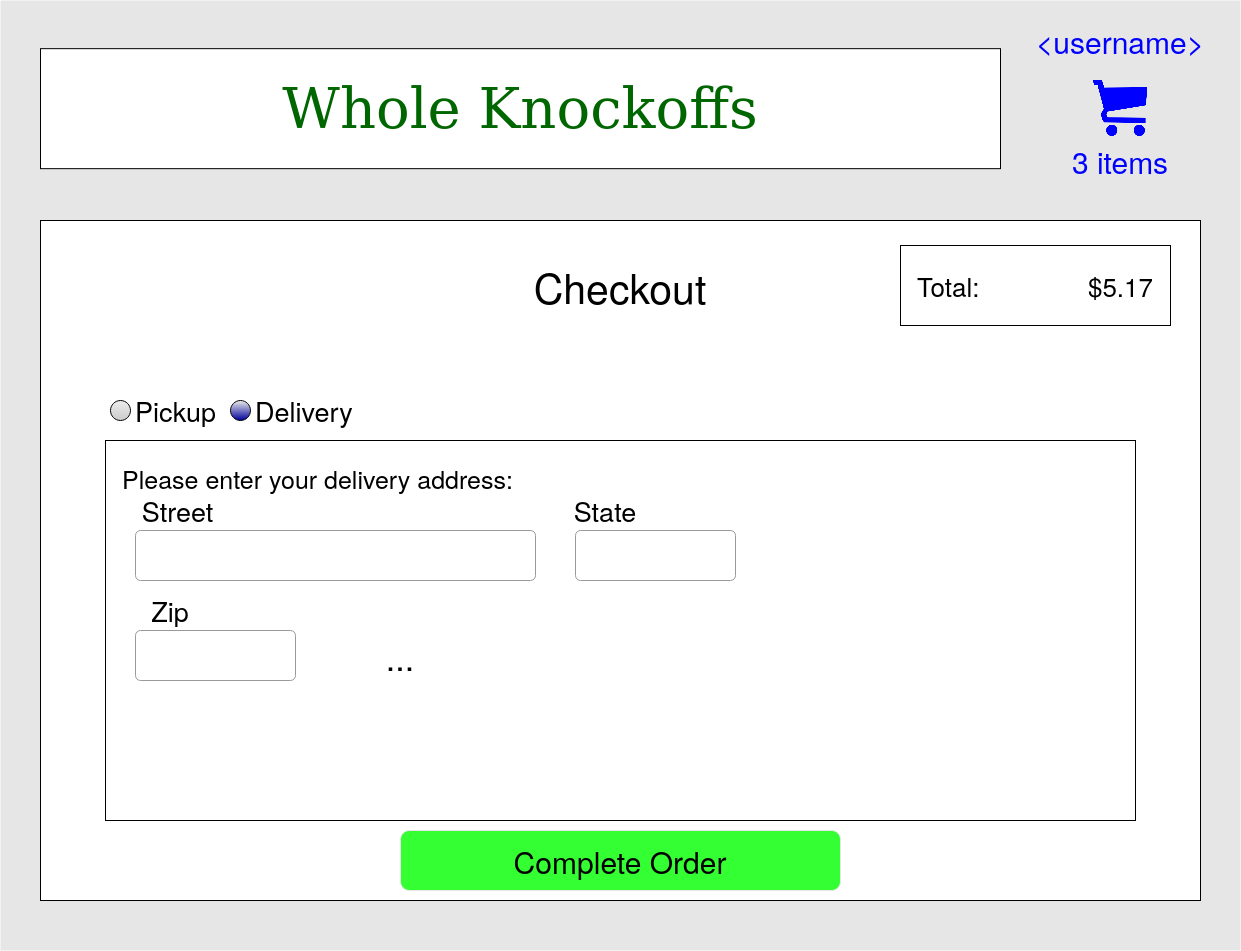 <username>
Whole Knockoffs
3 items
Checkout
Total: $5.17
Pickup Delivery
Please enter your delivery address:
Street State
Zip
...
Complete Order